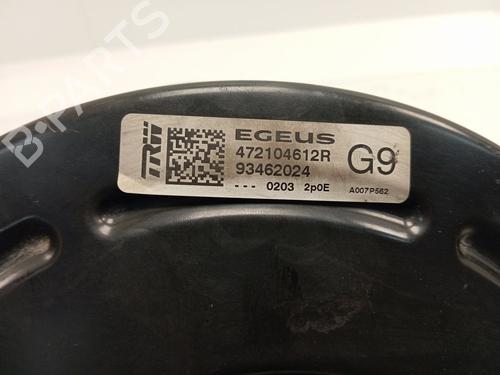 B-PARTS
TRW
EGEUS
472104612R
93462024
G9
--- 0203 2p0E
A007P562